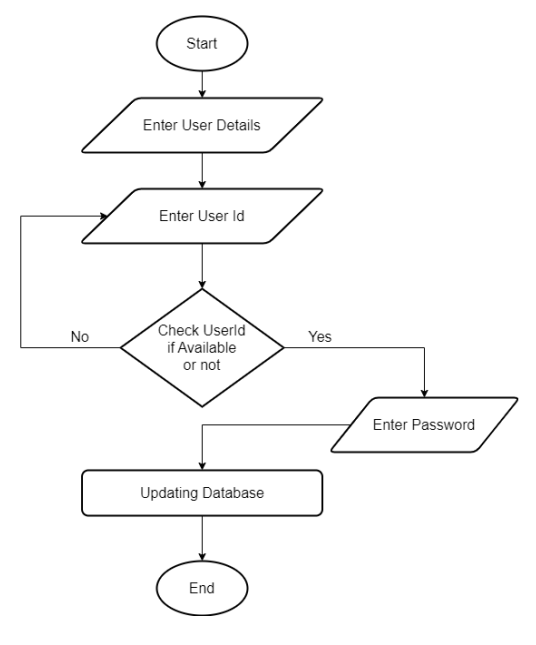 Start
Enter User Details
Enter User Id
Check UserId
if Available
or not
No
Yes
Enter Password
Updating Database
End